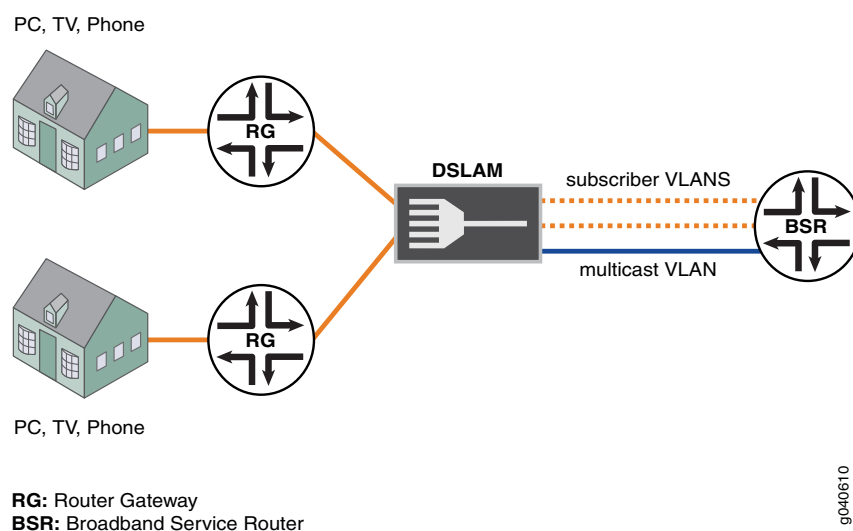 PC, TV, Phone
RG
DSLAM
subscriber VLANS
BSR
multicast VLAN
RG
PC, TV, Phone
RG: Router Gateway
BSR: Broadband Service Router
g040610